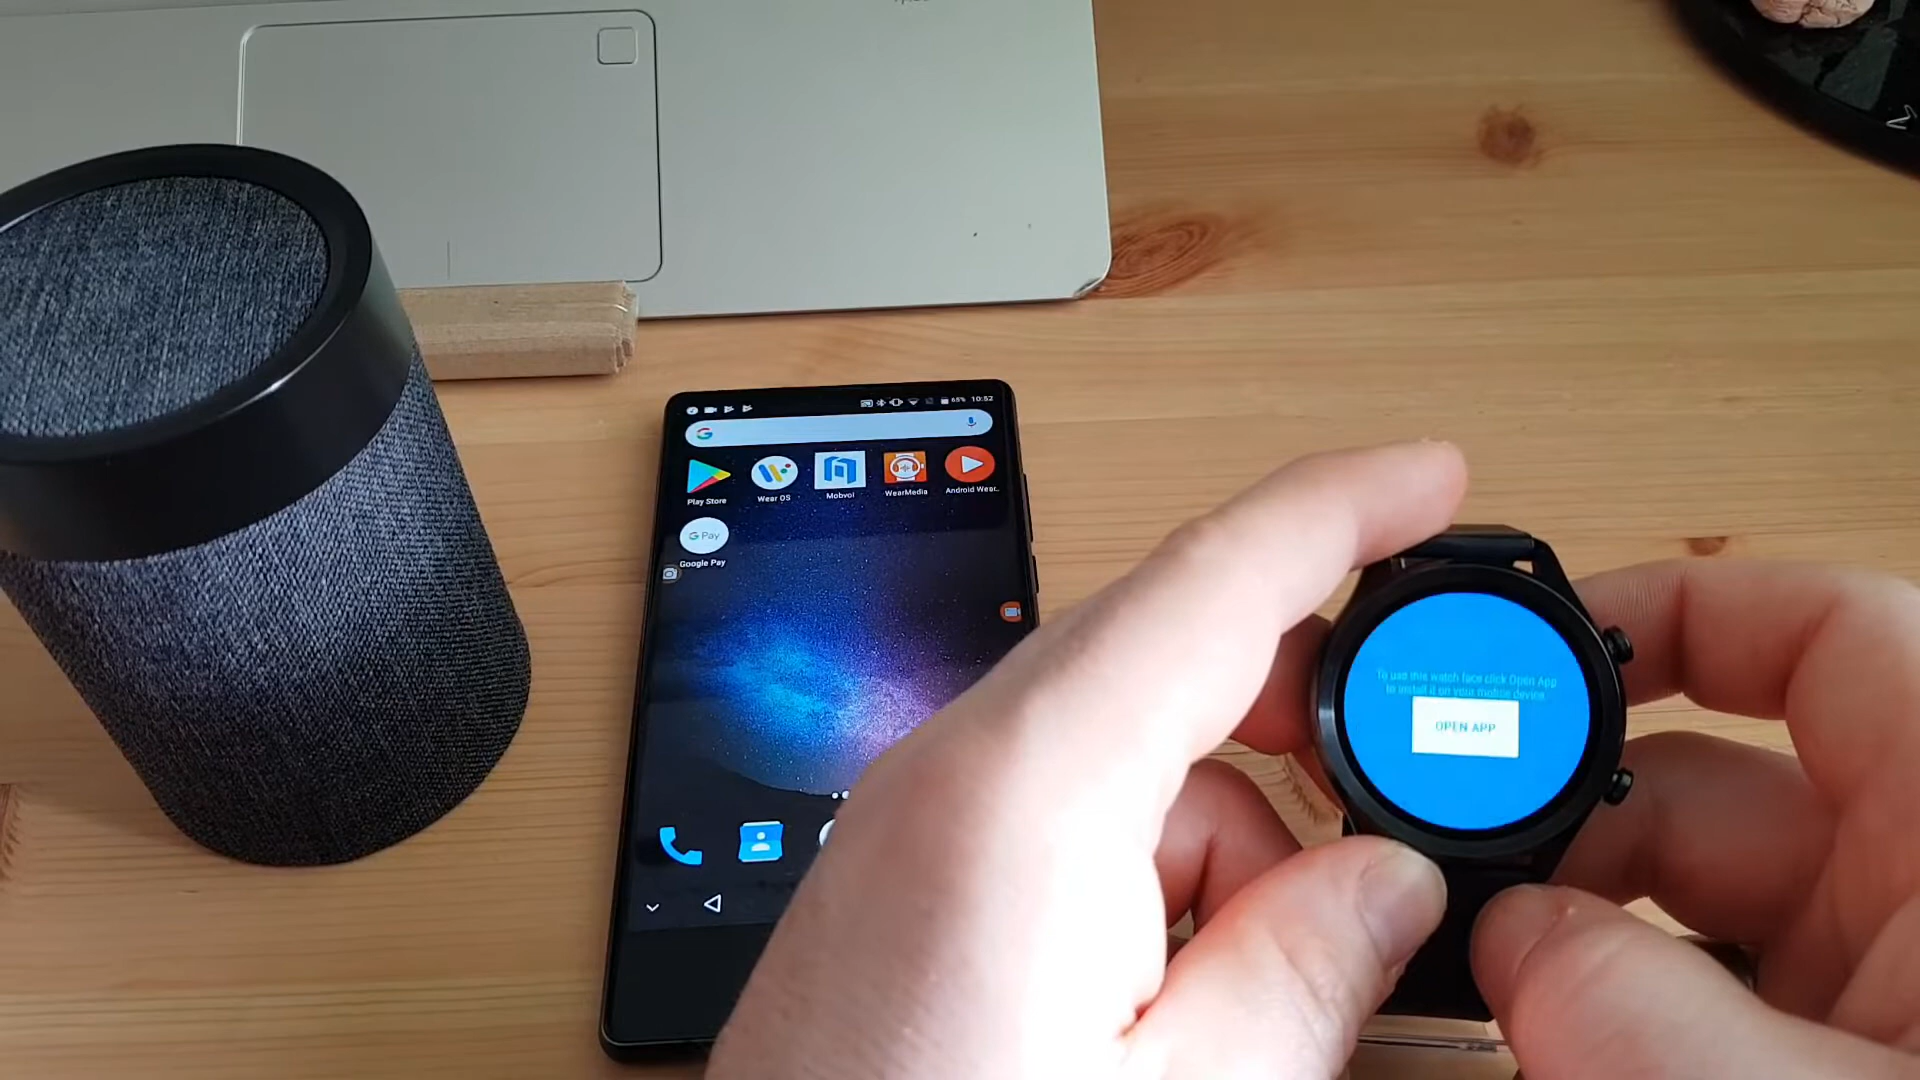 65% 10:52
G
Play Store
Wear OS
Mobvoi
WearMedia
Android Wear..
G Pay
Google Pay
To use this watch face click Open App
to install it on your mobile device
OPEN APP